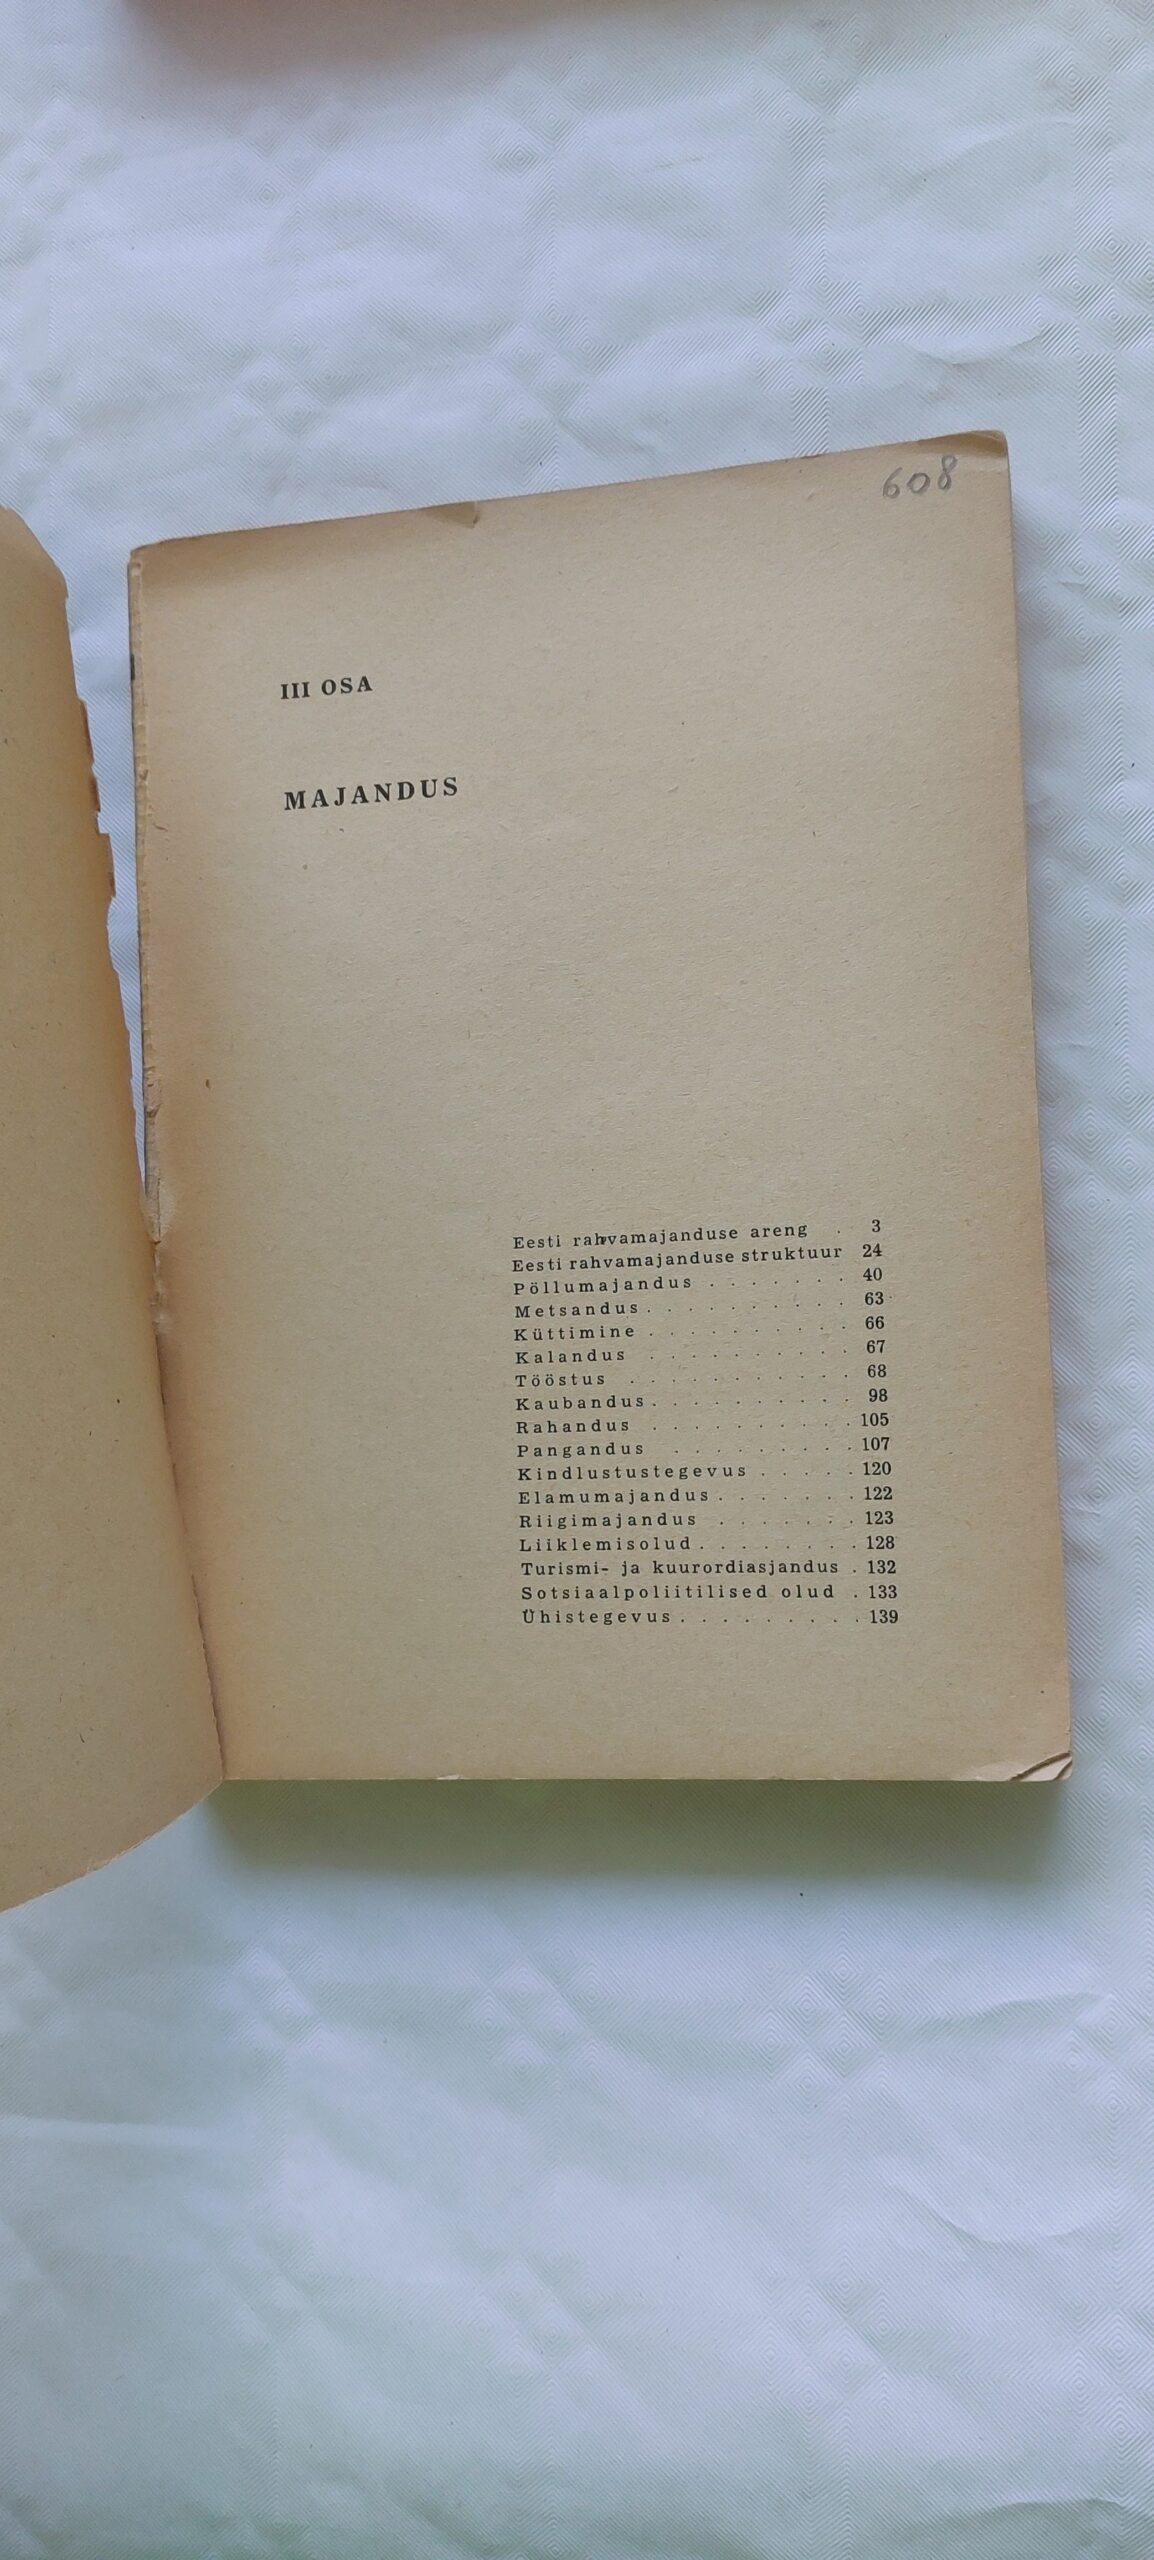 608
III OSA
MAJANDUS
Eesti rahvamajanduse areng . 3
Eesti rahvamajanduse struktuur 24
Põllumajandus . . . . . . . 40
Metsandus . . . . . . . . . . 63
Küttimine . . . . . . . . . . 66
Kalandus . . . . . . . . . . 67
Tööstus . . . . . . . . . . . 68
Kaubandus . . . . . . . . . . 98
Rahandus . . . . . . . . . . 105
Pangandus . . . . . . . . . 107
Kindlustustegevus . . . . . 120
Elamumajandus . . . . . . . 122
Riigimajandus . . . . . . . 123
Liiklemisolud . . . . . . . . 128
Turismi- ja kuurordiasjandus . 132
Sotsiaalpoliitilised olud . 133
Ühistegevus . . . . . . . . . 139